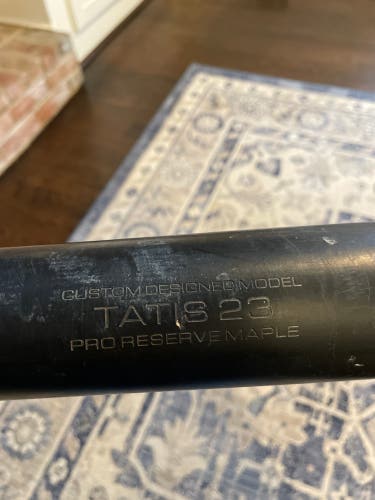 CUSTOM DESIGNED MODEL
TATIS 23
PRO RESERVE MAPLE